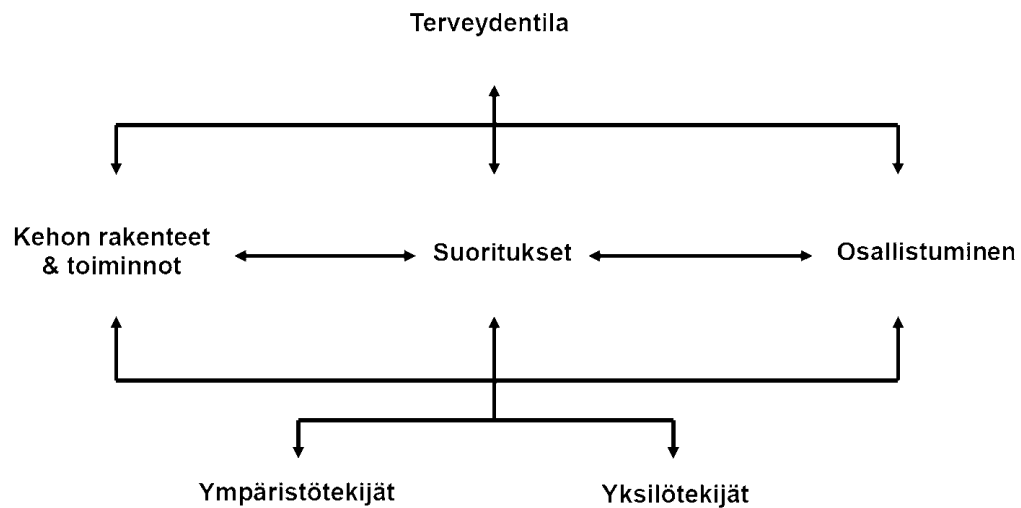 Terveydentila
Kehon rakenteet
& toiminnot
Suoritukset
Osallistuminen
Ympäristötekijät
Yksilötekijät